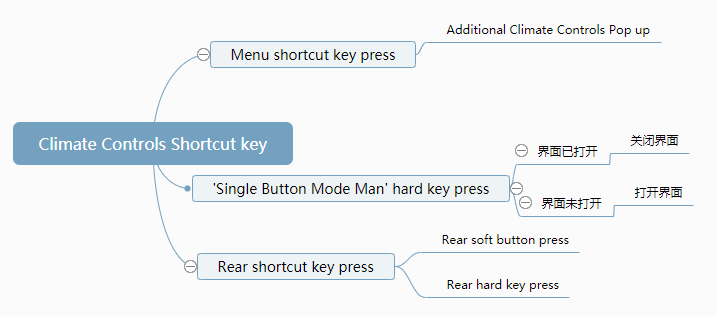 Additional Climate Controls Pop up
Menu shortcut key press
Climate Controls Shortcut key
关闭界面
界面已打开
'Single Button Mode Man' hard key press
打开界面
界面未打开
Rear soft button press
Rear shortcut key press
Rear hard key press